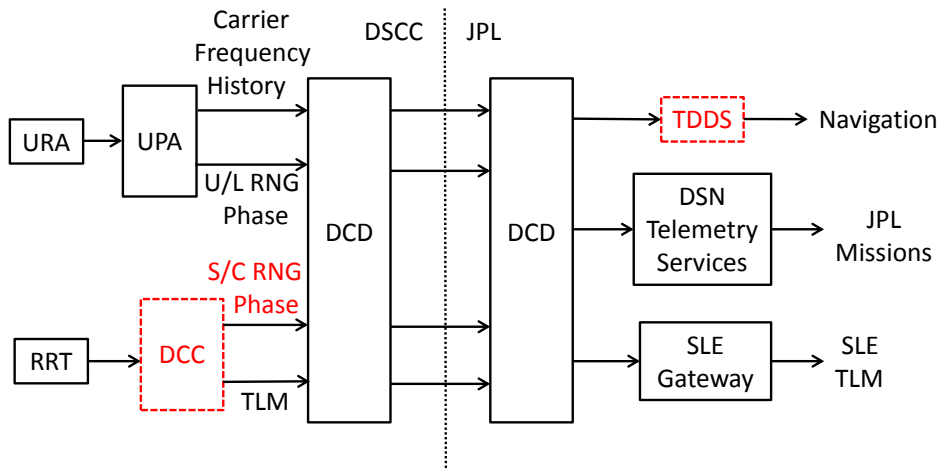 Carrier
Frequency
History
DSCC
JPL
URA
UPA
U/L RNG
Phase
DCD
DCD
TDDS
Navigation
DSN
Telemetry
Services
JPL
Missions
S/C RNG
Phase
RRT
DCC
TLM
SLE
Gateway
SLE
TLM